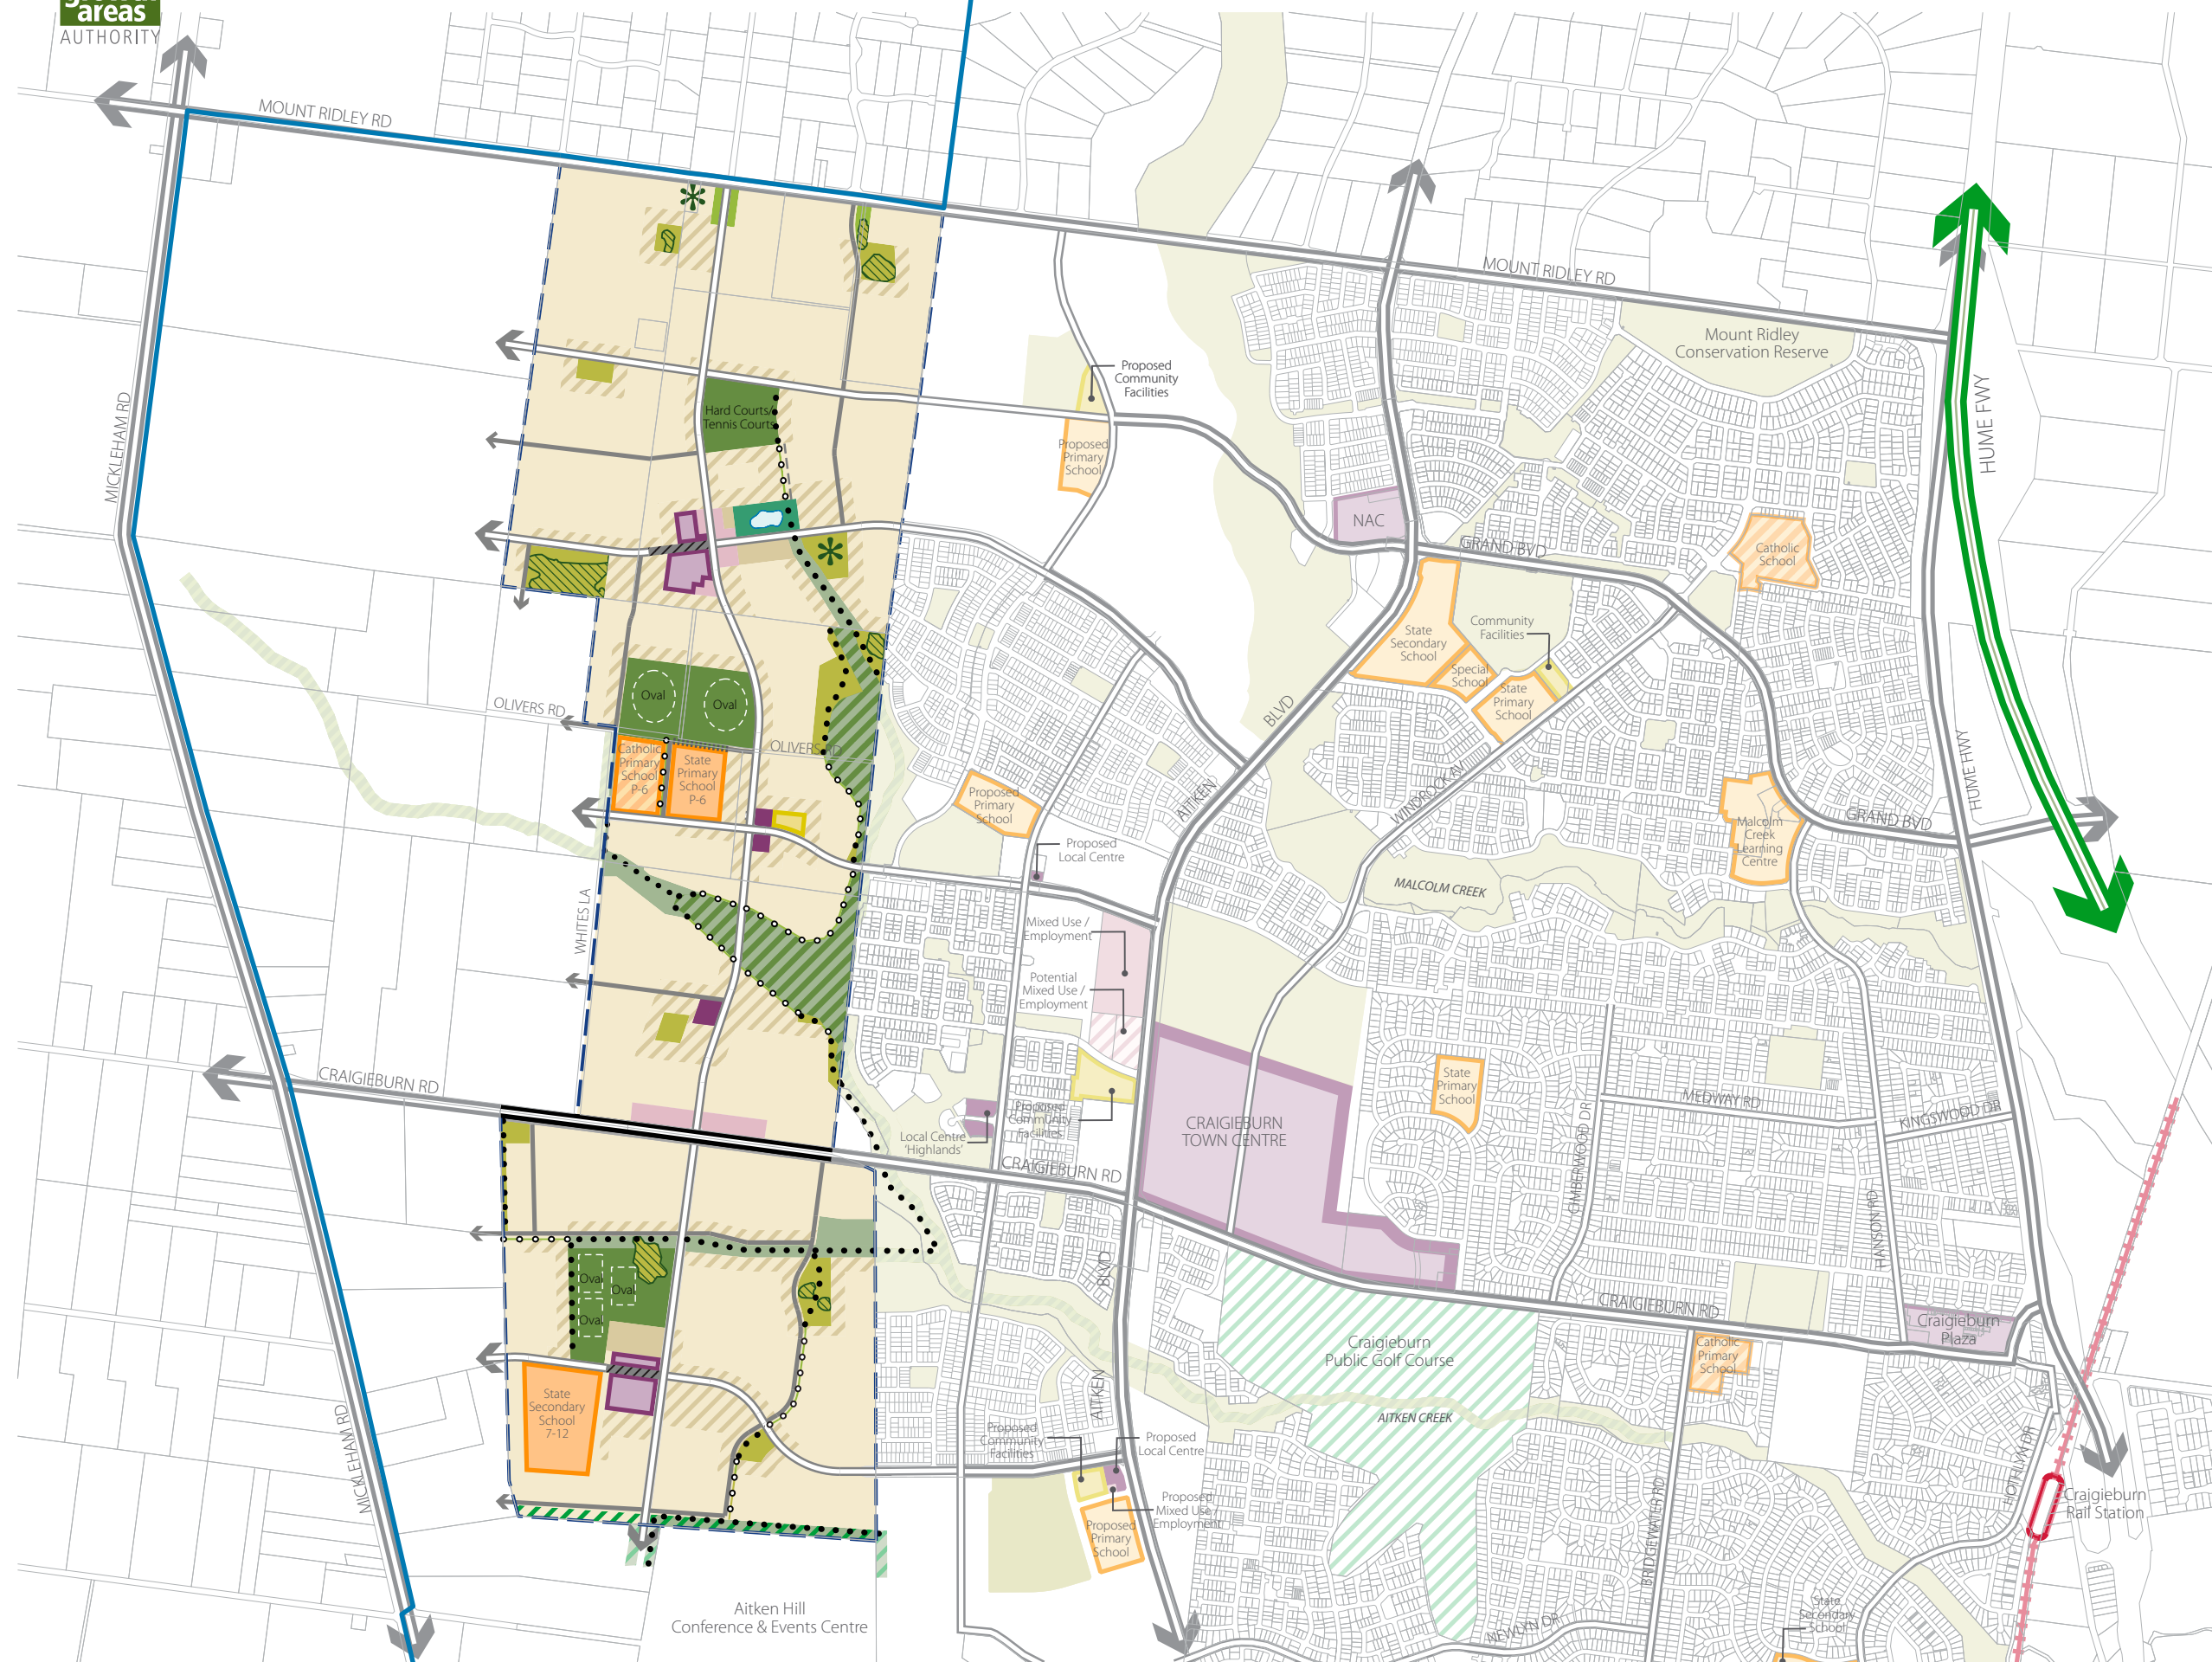 areas
AUTHORITY
MOUNT RIDLEY RD
MOUNT RIDLEY RD
Mount Ridley
Conservation Reserve
HUME FWY
MICKLEHAM RD
Proposed
Community
Facilities
Hard Courts/
Tennis Courts
Proposed
Primary
School
NAC
GRAND BVD
Catholic
School
State
Secondary
School
Community
Facilities
Special
School
State
Primary
School
Oval
Oval
OLIVERS RD
OLIVERS RD
BLVD
AITKEN
Catholic
Primary
School
P-6
State
Primary
School
P-6
Proposed
Primary
School
WINDROCK AV
HUME HWY
GRAND BVD
Malcolm
Creek
Learning
Centre
Proposed
Local Centre
MALCOLM CREEK
WHITES LA
Mixed Use /
Employment
Potential
Mixed Use /
Employment
CRAIGIEBURN RD
State
Primary
School
MEDWAY RD
KINGSWOOD DR
Proposed
Community
Facilities
CRAIGIEBURN
TOWN CENTRE
Local Centre
'Highlands'
CRAIGIEBURN RD
CIMBERWOOD DR
HANSON RD
BLVD
Oval
Oval
Oval
CRAIGIEBURN RD
Craigieburn
Plaza
Craigieburn
Public Golf Course
Catholic
Primary
School
AITKEN
AITKEN CREEK
State
Secondary
School
7-12
MICKLEHAM RD
Proposed
Community
Facilities
Proposed
Local Centre
Proposed
Mixed Use /
Employment
Proposed
Primary
School
BRIDGEWATER RD
HOTHLYN DR
Craigieburn
Rail Station
Aitken Hill
Conference & Events Centre
NEWLYN DR
State
Secondary
School